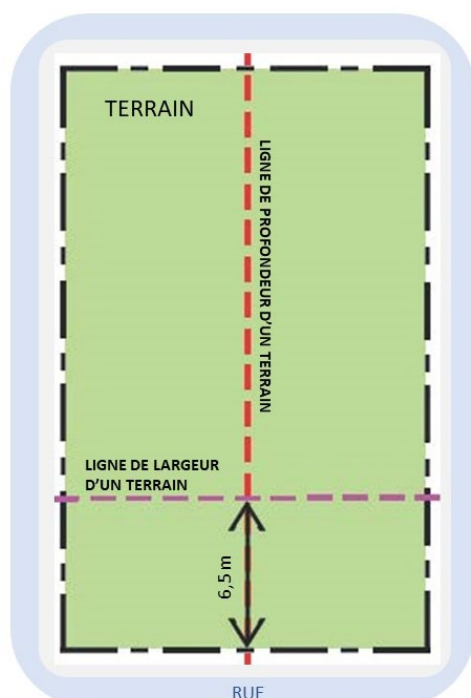 TERRAIN
LIGNE DE PROFONDEUR D'UN TERRAIN
LIGNE DE LARGEUR
D'UN TERRAIN
6,5 m
RUE